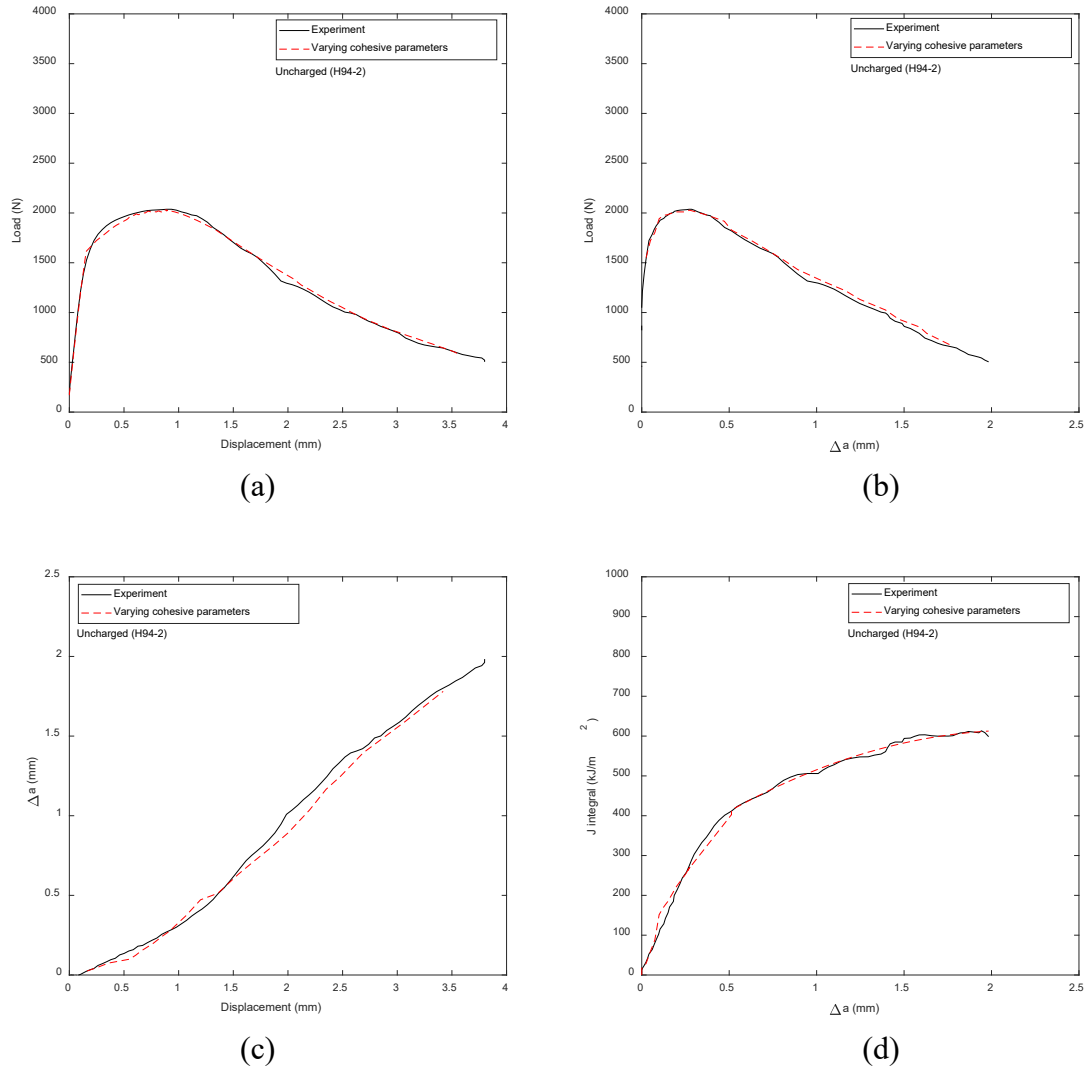 4000
3500
3000
2500
2000
1500
1000
500
0
Load (N)
Experiment
Varying cohesive parameters
Uncharged (H94-2)
0 0.5 1 1.5 2 2.5 3 3.5 4
Displacement (mm)
(a)
4000
3500
3000
2500
2000
1500
1000
500
0
Load (N)
Experiment
Varying cohesive parameters
Uncharged (H94-2)
0 0.5 1 1.5 2 2.5
Δa (mm)
(b)
2.5
2
1.5
1
0.5
0
Δa (mm)
Experiment
Varying cohesive parameters
Uncharged (H94-2)
0 0.5 1 1.5 2 2.5 3 3.5 4
Displacement (mm)
(c)
1000
900
800
700
600
500
400
300
200
100
0
J integral (kJ/m²)
Experiment
Varying cohesive parameters
Uncharged (H94-2)
0 0.5 1 1.5 2 2.5
Δa (mm)
(d)